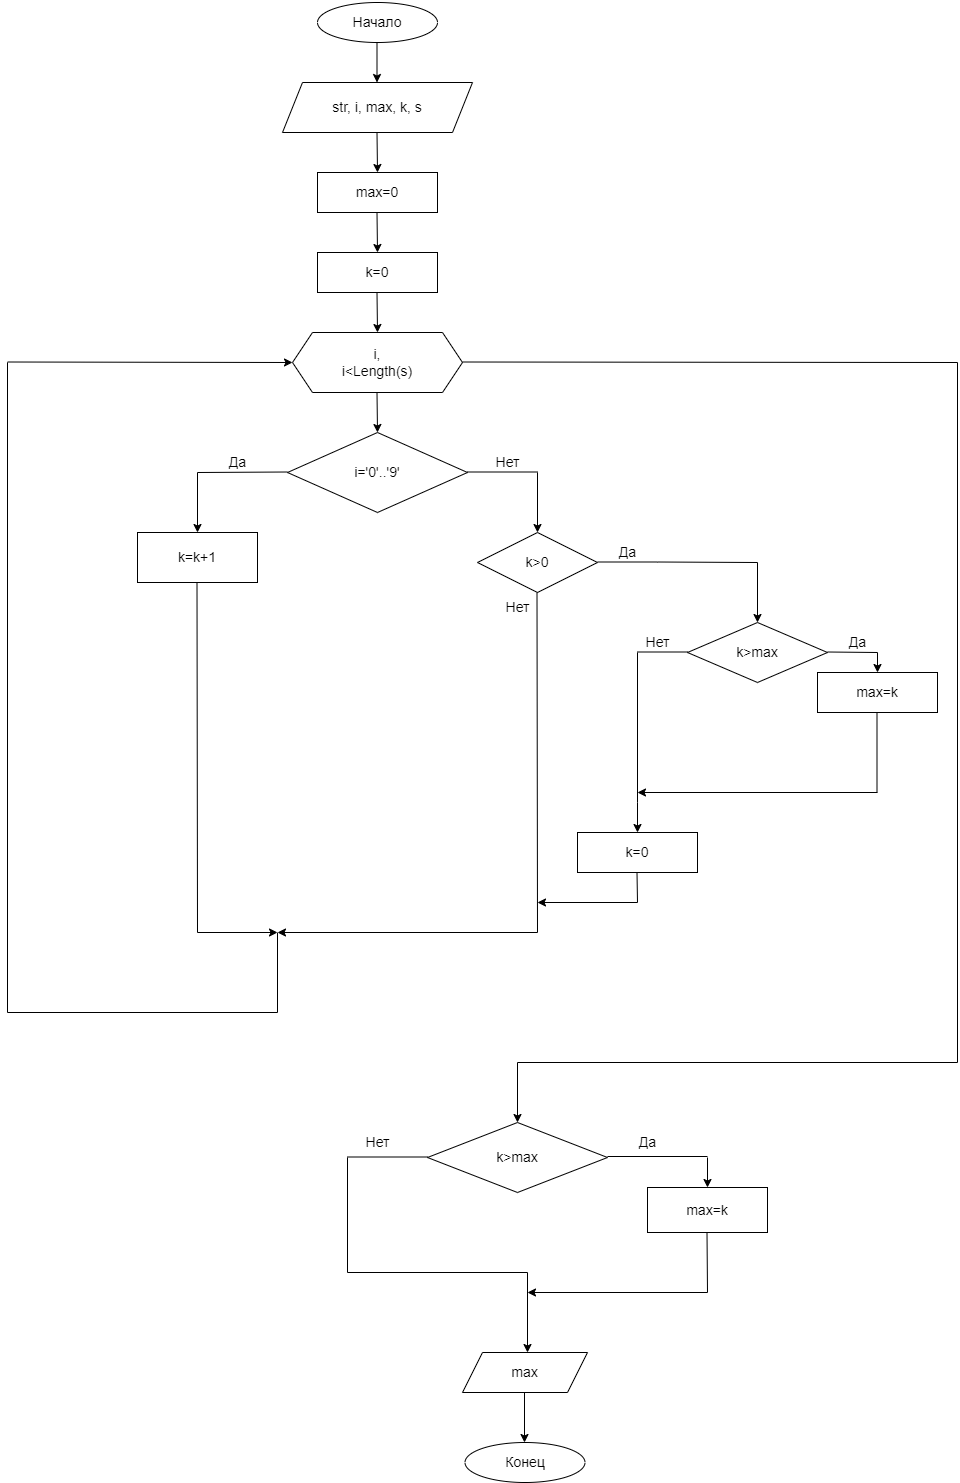 Начало
str, i, max, k, s
max=0
k=0
i,
i<Length(s)
i='0'..'9'
Да
Нет
k=k+1
k>0
Да
Нет
k>max
Нет
Да
max=k
k=0
k>max
Нет
Да
max=k
max
Конец